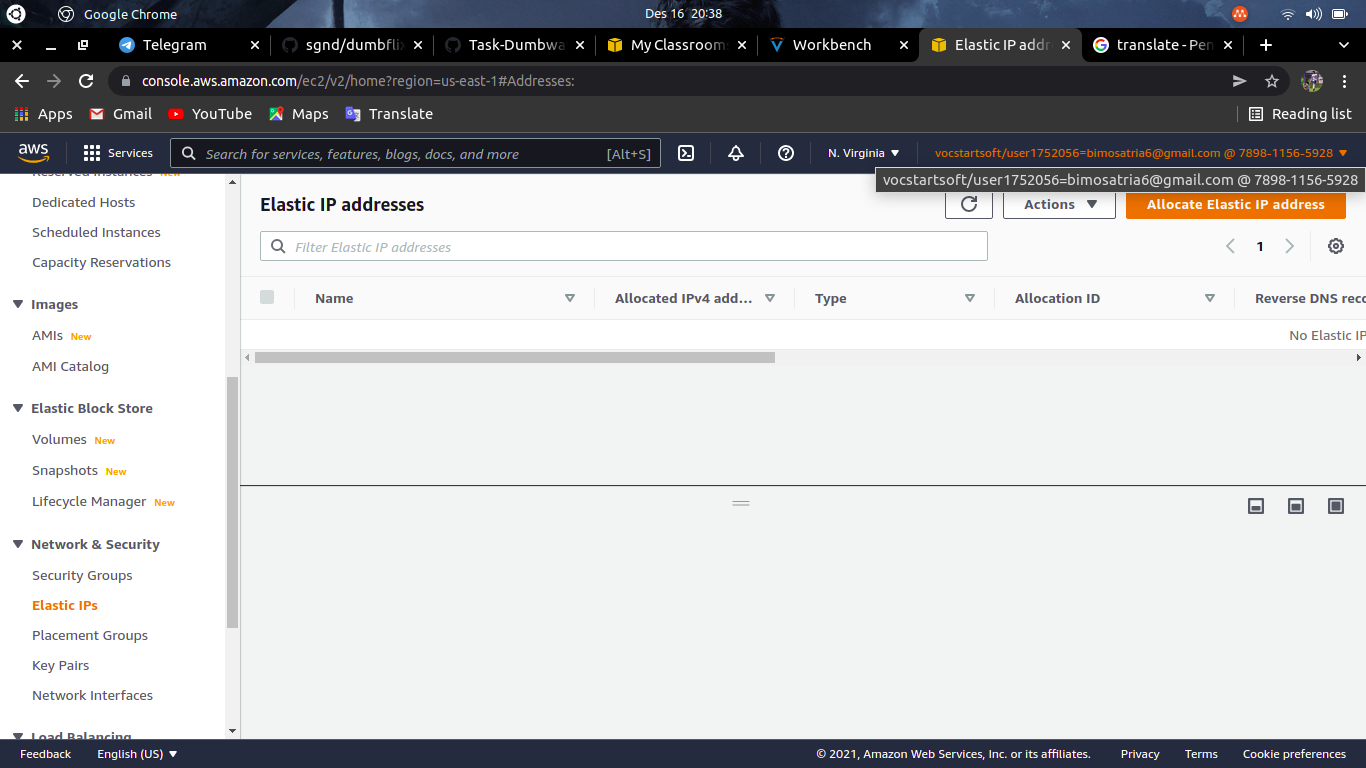 Google Chrome
Des 16 20:38
Telegram
sgnd/dumbfli
Task-Dumbwa
My Classroom
Workbench
Elastic IP addr
translate - Pen
console.aws.amazon.com/ec2/v2/home?region=us-east-1#Addresses:
Apps
Gmail
YouTube
Maps
Translate
Reading list
aws
Services
Search for services, features, blogs, docs, and more
[Alt+S]
N. Virginia
vocstartsoft/user1752056=bimosatria6@gmail.com @ 7898-1156-5928
vocstartsoft/user1752056=bimosatria6@gmail.com @ 7898-1156-5928
Reserved Instances New
Dedicated Hosts
Scheduled Instances
Capacity Reservations
Images
AMIs New
AMI Catalog
Elastic Block Store
Volumes New
Snapshots New
Lifecycle Manager New
Network & Security
Security Groups
Elastic IPs
Placement Groups
Key Pairs
Network Interfaces
Load Balancing
Elastic IP addresses
Actions
Allocate Elastic IP address
Filter Elastic IP addresses
1
Name
Allocated IPv4 add...
Type
Allocation ID
Reverse DNS reco
No Elastic IP
Feedback
English (US)
© 2021, Amazon Web Services, Inc. or its affiliates.
Privacy
Terms
Cookie preferences